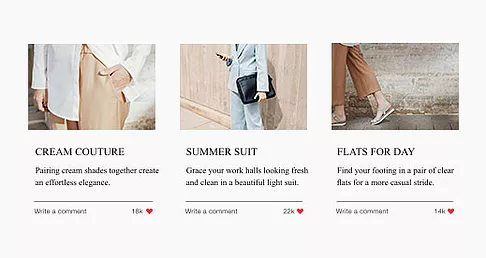 CREAM COUTURE
Pairing cream shades together create
an effortless elegance.
Write a comment
18k
SUMMER SUIT
Grace your work halls looking fresh
and clean in a beautiful light suit.
Write a comment
22k
FLATS FOR DAY
Find your footing in a pair of clear
flats for a more casual stride.
Write a comment
14k